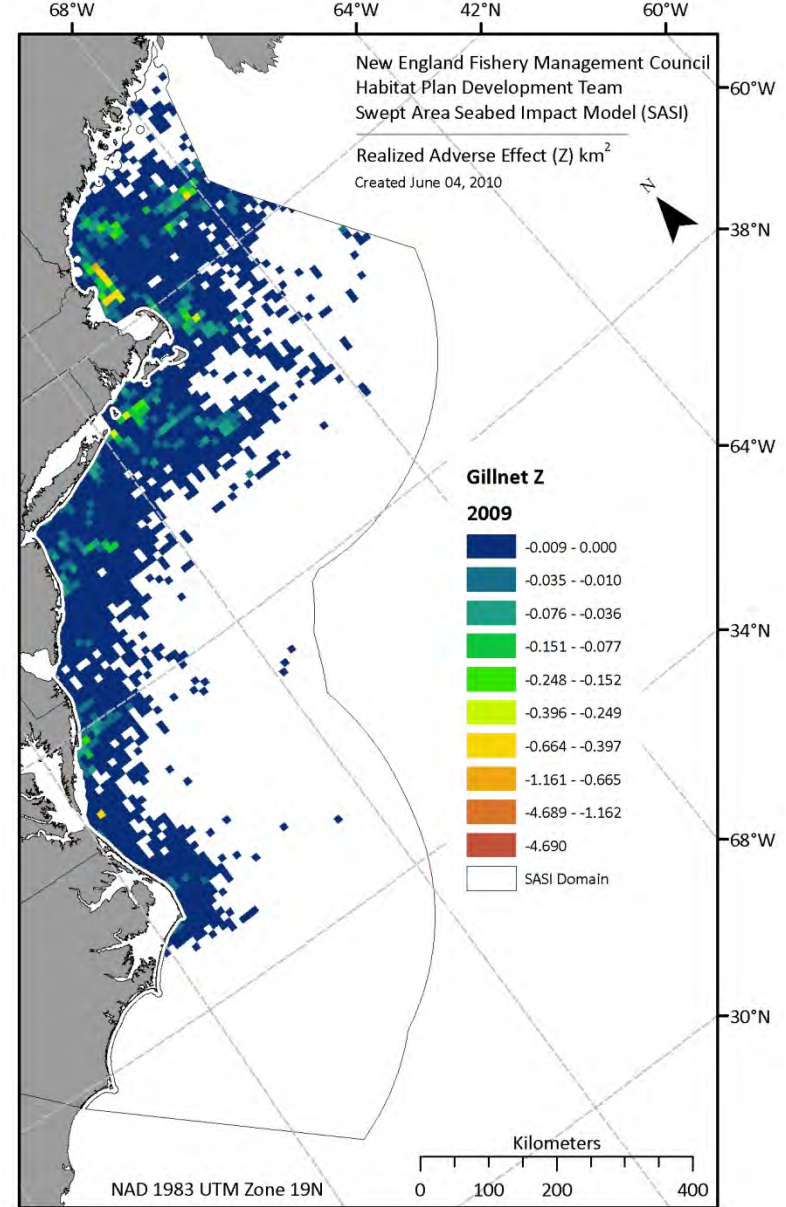 68°W 64°W 42°N 60°W
New England Fishery Management Council
Habitat Plan Development Team
Swept Area Seabed Impact Model (SASI)
Realized Adverse Effect (Z) km²
Created June 04, 2010
N
60°W
38°N
64°W
34°N
68°W
30°N
Gillnet Z
2009
-0.009 - 0.000
-0.035 - -0.010
-0.076 - -0.036
-0.151 - -0.077
-0.248 - -0.152
-0.396 - -0.249
-0.664 - -0.397
-1.161 - -0.665
-4.689 - -1.162
-4.690
SASI Domain
Kilometers
0 100 200 400
NAD 1983 UTM Zone 19N